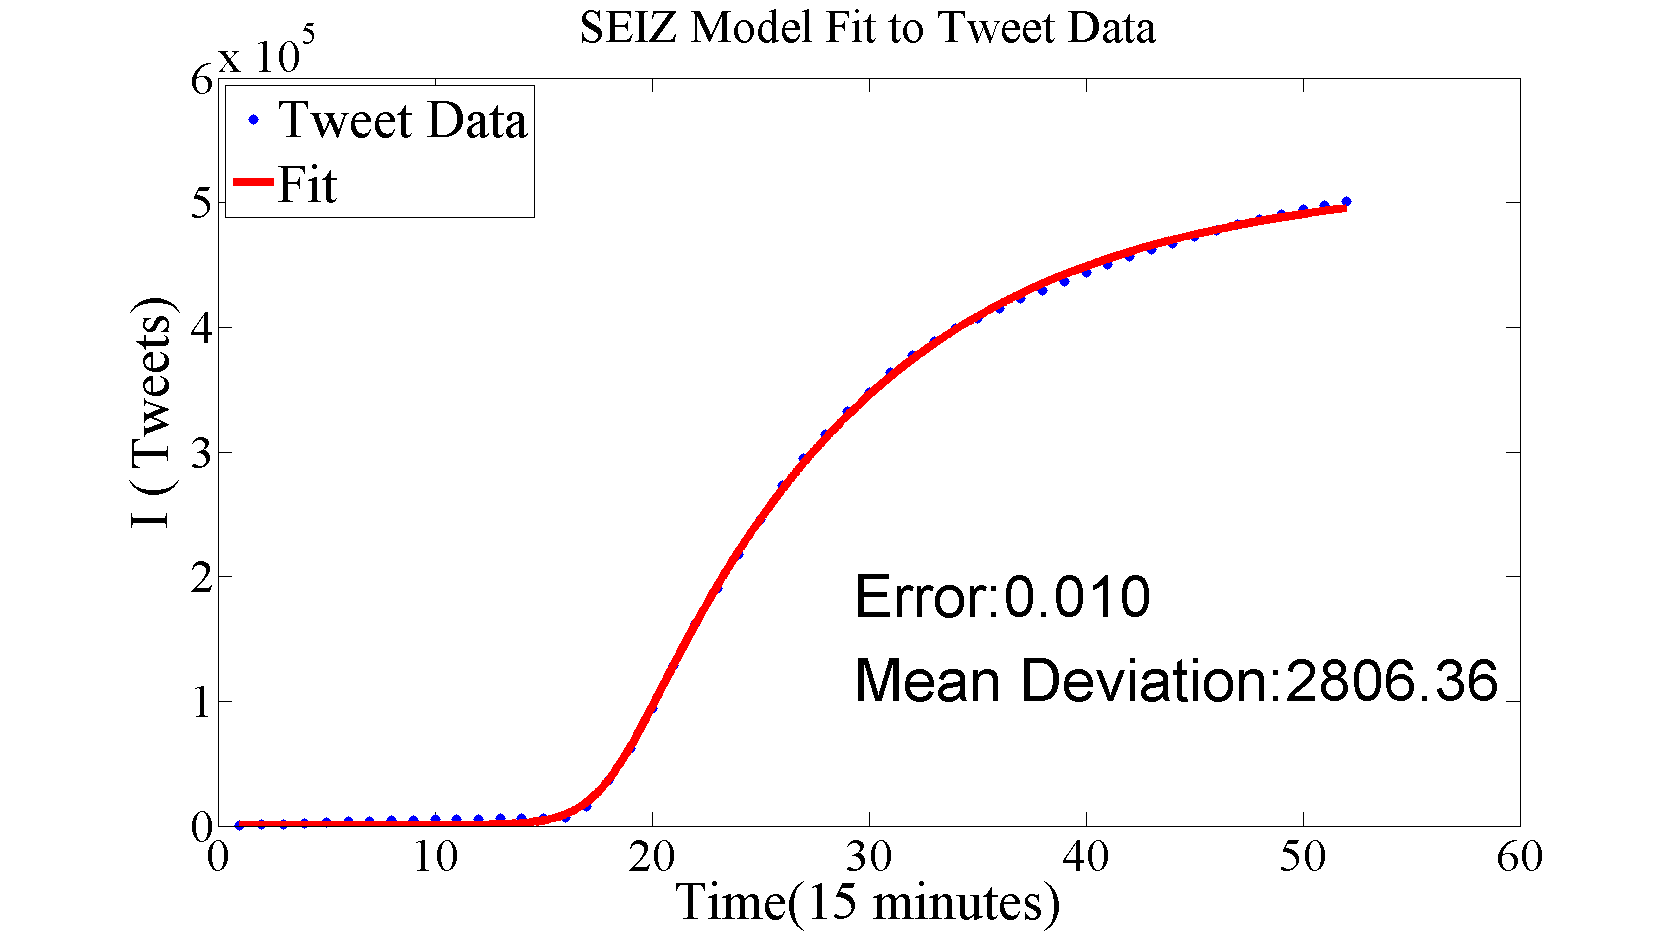 SEIZ Model Fit to Tweet Data
x 10^5
Tweet Data
Fit
6
5
4
3
2
1
0
I ( Tweets)
Error:0.010
Mean Deviation:2806.36
0 10 20 30 40 50 60
Time(15 minutes)